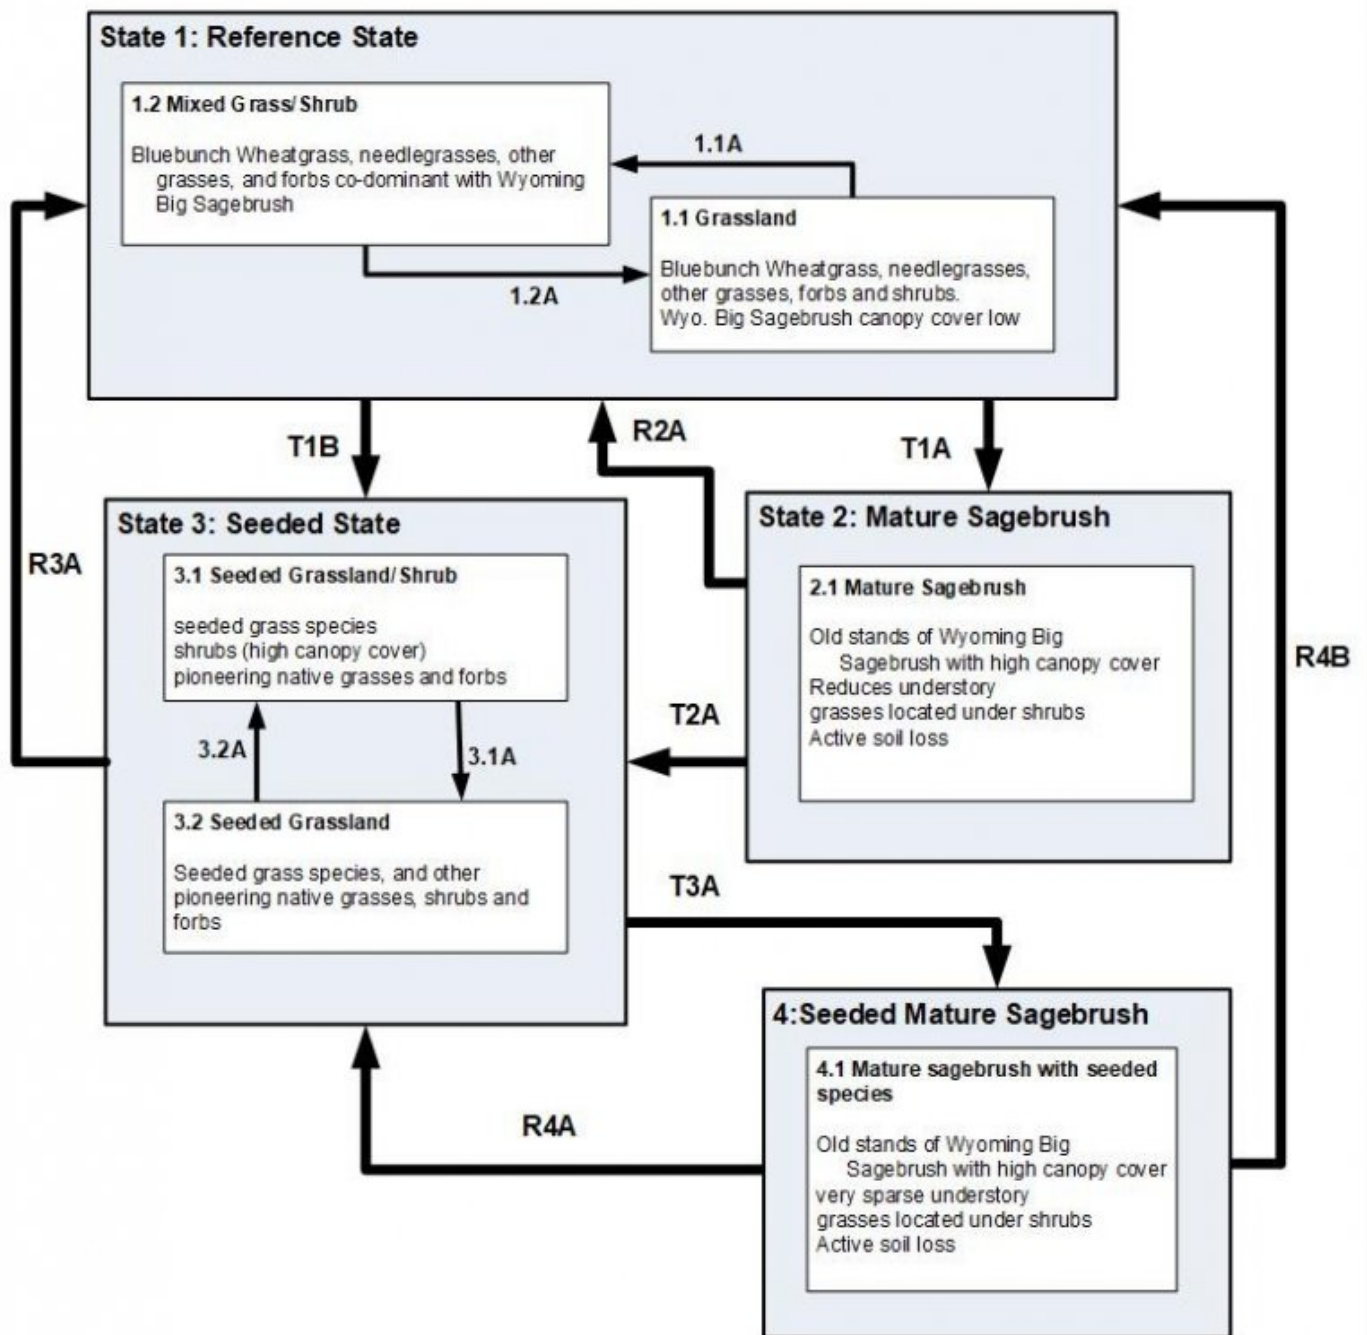 State 1: Reference State
1.2 Mixed Grass/Shrub
Bluebunch Wheatgrass, needlegrasses, other
grasses, and forbs co-dominant with Wyoming
Big Sagebrush
1.1A
1.1 Grassland
Bluebunch Wheatgrass, needlegrasses,
other grasses, forbs and shrubs.
Wyo. Big Sagebrush canopy cover low
1.2A
T1B
R2A
T1A
State 3: Seeded State
3.1 Seeded Grassland/Shrub
seeded grass species
shrubs (high canopy cover)
pioneering native grasses and forbs
3.2A
3.1A
3.2 Seeded Grassland
Seeded grass species, and other
pioneering native grasses, shrubs and
forbs
R3A
State 2: Mature Sagebrush
2.1 Mature Sagebrush
Old stands of Wyoming Big
Sagebrush with high canopy cover
Reduces understory
grasses located under shrubs
Active soil loss
T2A
R4B
T3A
4:Seeded Mature Sagebrush
4.1 Mature sagebrush with seeded
species
Old stands of Wyoming Big
Sagebrush with high canopy cover
very sparse understory
grasses located under shrubs
Active soil loss
R4A